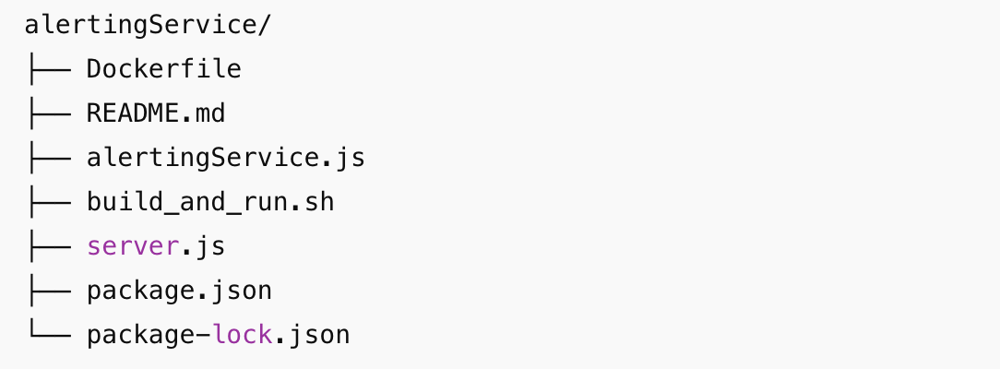 alertingService/
├── Dockerfile
├── README.md
├── alertingService.js
├── build_and_run.sh
├── server.js
├── package.json
└── package-lock.json